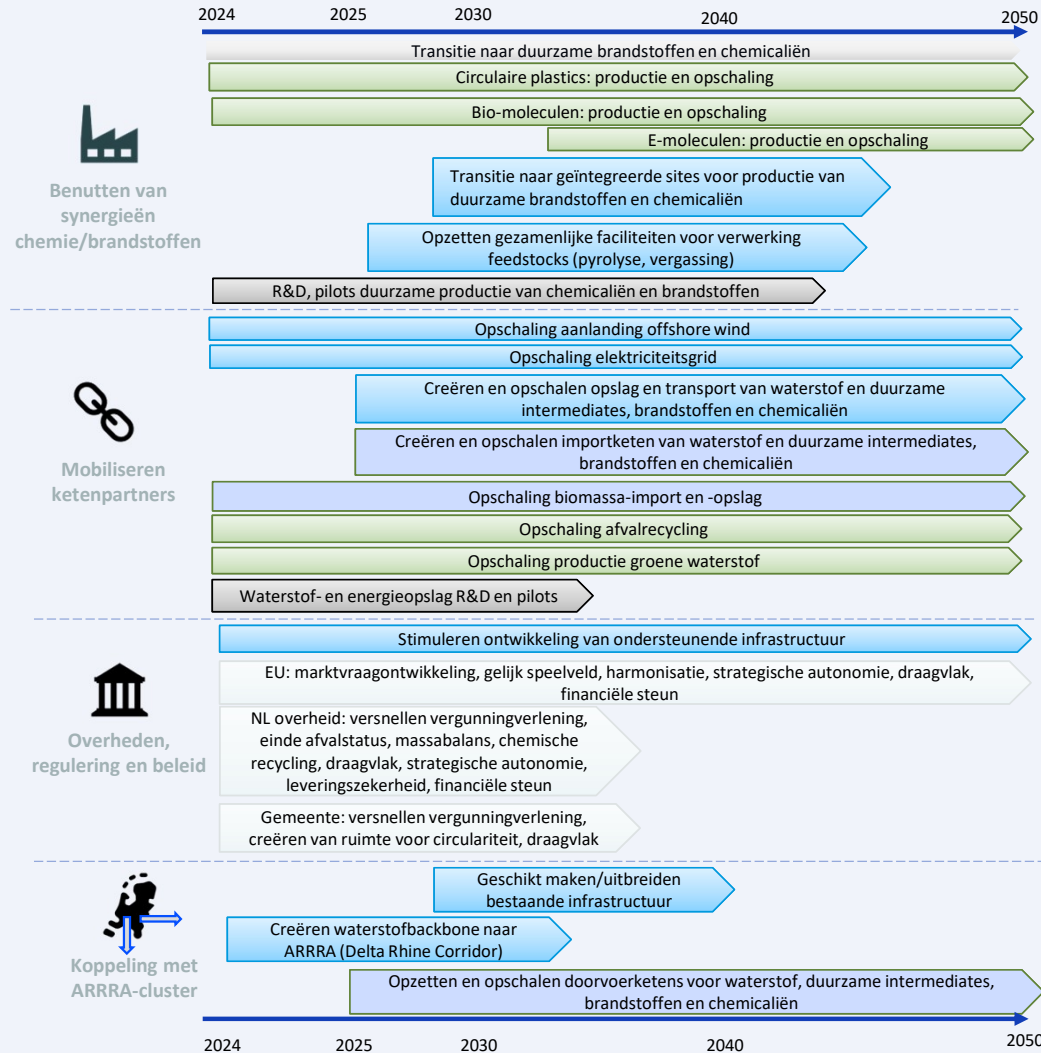 2024
2025
2030
2040
2050
Transitie naar duurzame brandstoffen en chemicaliën
Circulaire plastics: productie en opschaling
Bio-moleculen: productie en opschaling
E-moleculen: productie en opschaling
Transitie naar geïntegreerde sites voor productie van
duurzame brandstoffen en chemicaliën
Benutten van
synergieën
chemie/brandstoffen
Opzetten gezamenlijke faciliteiten voor verwerking
feedstocks (pyrolyse, vergassing)
R&D, pilots duurzame productie van chemicaliën en brandstoffen
Opschaling aanlanding offshore wind
Opschaling elektriciteitsgrid
Creëren en opschalen opslag en transport van waterstof en duurzame
intermediates, brandstoffen en chemicaliën
Mobiliseren
ketenpartners
Creëren en opschalen importketen van waterstof en duurzame intermediates,
brandstoffen en chemicaliën
Opschaling biomassa-import en -opslag
Opschaling afvalrecycling
Opschaling productie groene waterstof
Waterstof- en energieopslag R&D en pilots
Stimuleren ontwikkeling van ondersteunende infrastructuur
EU: marktvraagontwikkeling, gelijk speelveld, harmonisatie, strategische autonomie, draagvlak,
financiële steun
Overheden,
regulering en beleid
NL overheid: versnellen vergunningverlening,
einde afvalstatus, massabalans, chemische
recycling, draagvlak, strategische autonomie,
leveringszekerheid, financiële steun
Gemeente: versnellen vergunningverlening,
creëren van ruimte voor circulariteit, draagvlak
Geschikt maken/uitbreiden
bestaande infrastructuur
Creëren waterstofbackbone naar
ARRRA (Delta Rhine Corridor)
Koppeling met
ARRRA-cluster
Opzetten en opschalen doorvoerketens voor waterstof, duurzame intermediates,
brandstoffen en chemicaliën
2024
2025
2030
2040
2050